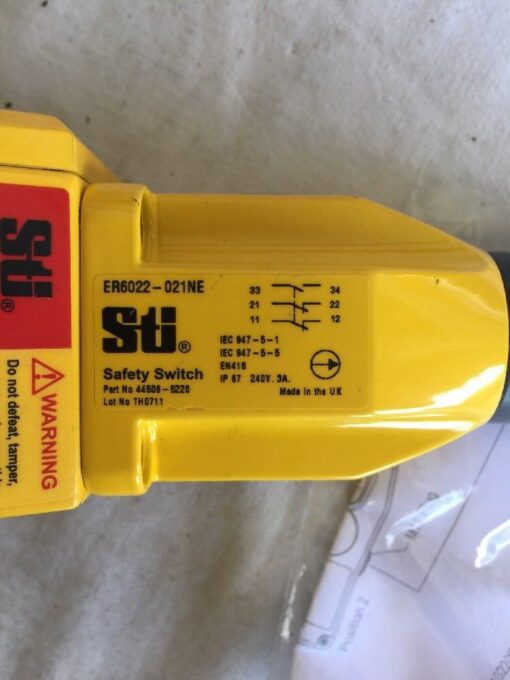 ER6022-021NE
Sti®
Safety Switch
Part No 44506-5220
Lot No TH0711
33 34
21 22
11 12
IEC 947-5-1
IEC 947-5-5
EN418
IP 67 240V. 3A.
Made in the UK
Sti®
WARNING
Do not defeat, tamper,
Position 2